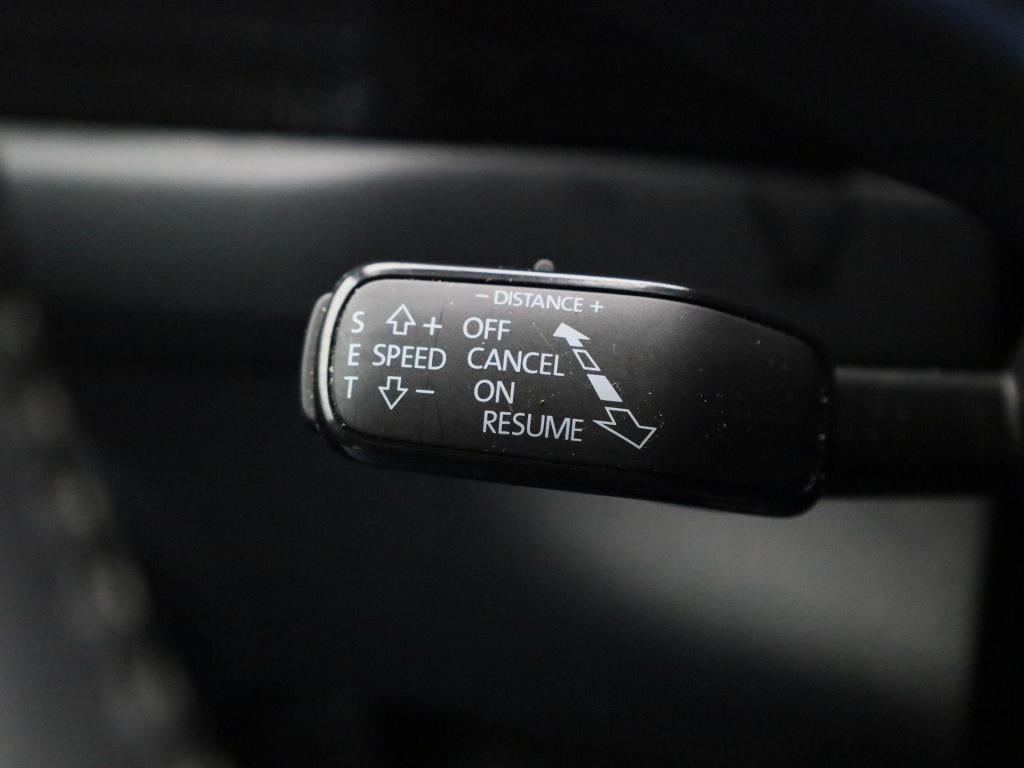 − DISTANCE +
S + OFF
E SPEED CANCEL
T − ON
RESUME